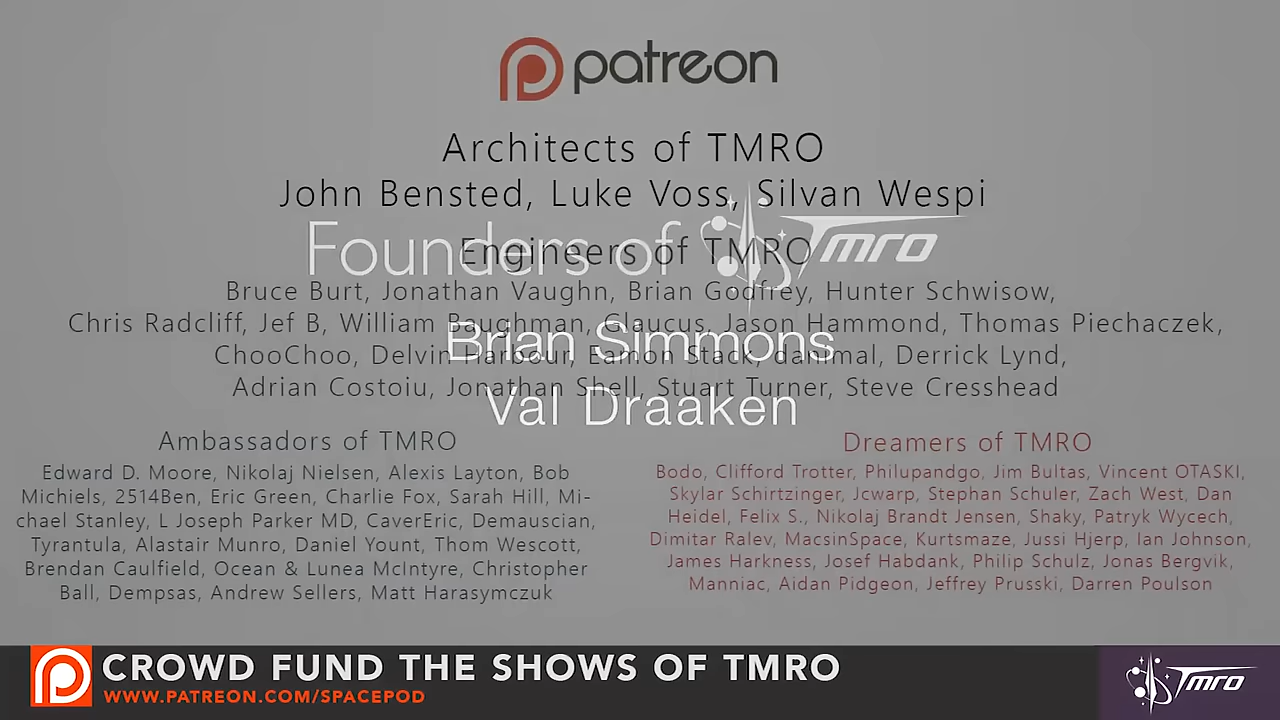 patreon
Architects of TMRO
John Bensted, Luke Voss, Silvan Wespi
Founders of TMRO
Engineers of TMRO
Bruce Burt, Jonathan Vaughn, Brian Godfrey, Hunter Schwisow,
Chris Radcliff, Jef B, William Baughman, Glaucus, Jason Hammond, Thomas Piechaczek,
Brian Simmons
ChooChoo, Delvin Harbour, Eamon Stack, danimal, Derrick Lynd,
Adrian Costoiu, Jonathan Shell, Stuart Turner, Steve Cresshead
Val Draaken
Ambassadors of TMRO
Edward D. Moore, Nikolaj Nielsen, Alexis Layton, Bob
Michiels, 2514Ben, Eric Green, Charlie Fox, Sarah Hill, Mi-
chael Stanley, L Joseph Parker MD, CaverEric, Demauscian,
Tyrantula, Alastair Munro, Daniel Yount, Thom Wescott,
Brendan Caulfield, Ocean & Lunea McIntyre, Christopher
Ball, Dempsas, Andrew Sellers, Matt Harasymczuk
Dreamers of TMRO
Bodo, Clifford Trotter, Philupandgo, Jim Bultas, Vincent OTASKI,
Skylar Schirtzinger, Jcwarp, Stephan Schuler, Zach West, Dan
Heidel, Felix S., Nikolaj Brandt Jensen, Shaky, Patryk Wycech,
Dimitar Ralev, MacsinSpace, Kurtsmaze, Jussi Hjerp, Ian Johnson,
James Harkness, Josef Habdank, Philip Schulz, Jonas Bergvik,
Manniac, Aidan Pidgeon, Jeffrey Prusski, Darren Poulson
CROWD FUND THE SHOWS OF TMRO
WWW.PATREON.COM/SPACEPOD
TMRO